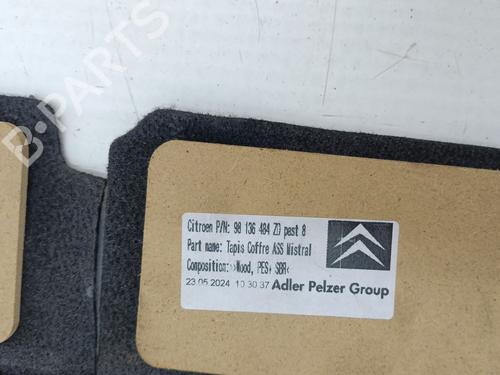 B-PARTS
Citroen P/N: 98 136 484 ZD past 8
Part name: Tapis Coffre ASS Mistral
Composition: >Wood, PES+ SBR<
23.05.2024 10:30:37 Adler Pelzer Group